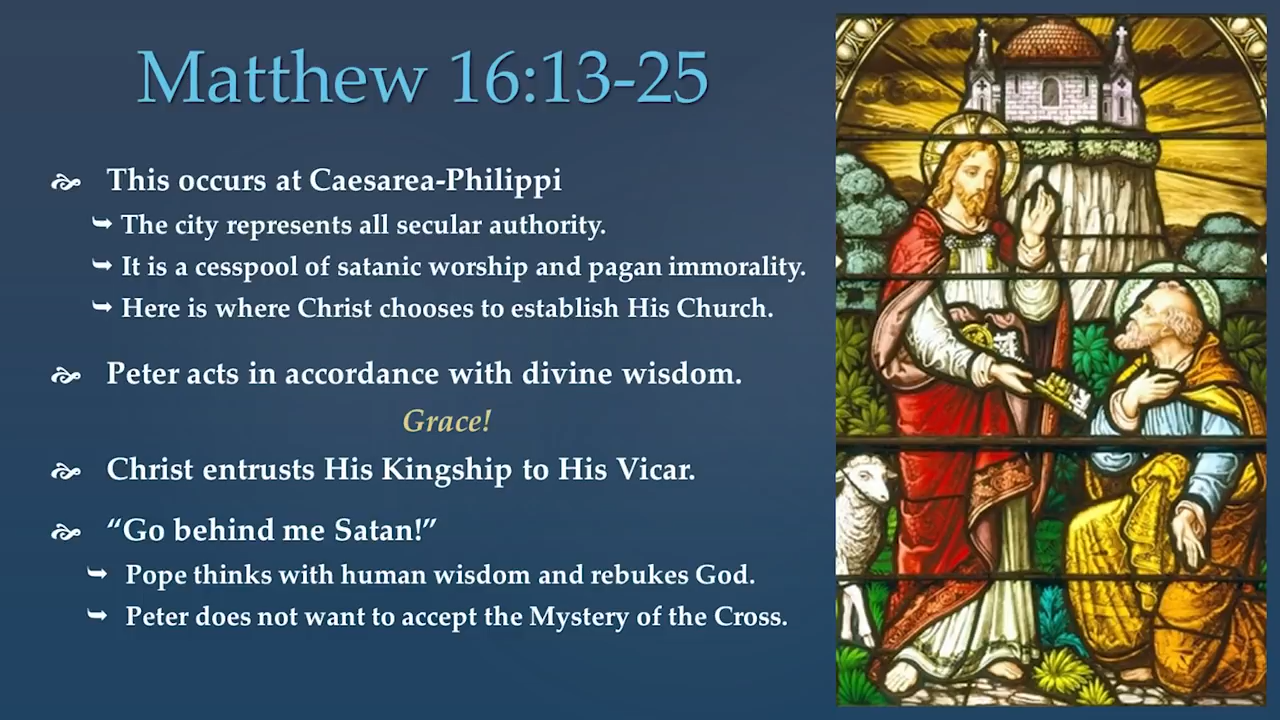 Matthew 16:13-25
This occurs at Caesarea-Philippi
The city represents all secular authority.
It is a cesspool of satanic worship and pagan immorality.
Here is where Christ chooses to establish His Church.
Peter acts in accordance with divine wisdom.
Grace!
Christ entrusts His Kingship to His Vicar.
“Go behind me Satan!”
Pope thinks with human wisdom and rebukes God.
Peter does not want to accept the Mystery of the Cross.